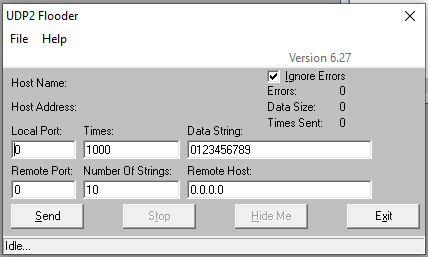 UDP2 Flooder
File Help
Version 6.27
Host Name:
Ignore Errors
Errors: 0
Host Address:
Data Size: 0
Times Sent: 0
Local Port: Times: Data String:
0 1000 0123456789
Remote Port: Number Of Strings: Remote Host:
0 10 0.0.0.0
Send Stop Hide Me Exit
Idle...